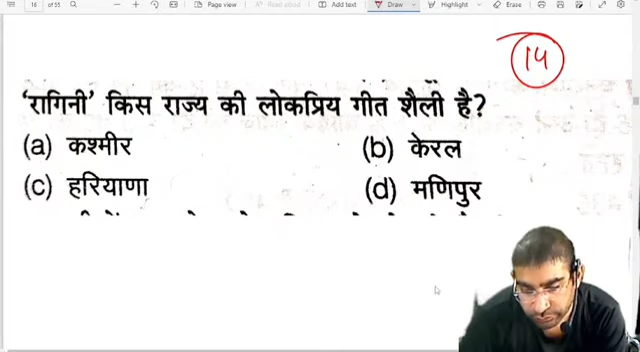 16 of 55
Page view
Read aloud
Add text
Draw
Highlight
Erase
14
‘रागिनी’ किस राज्य की लोकप्रिय गीत शैली है?
(a) कश्मीर
(b) केरल
(c) हरियाणा
(d) मणिपुर